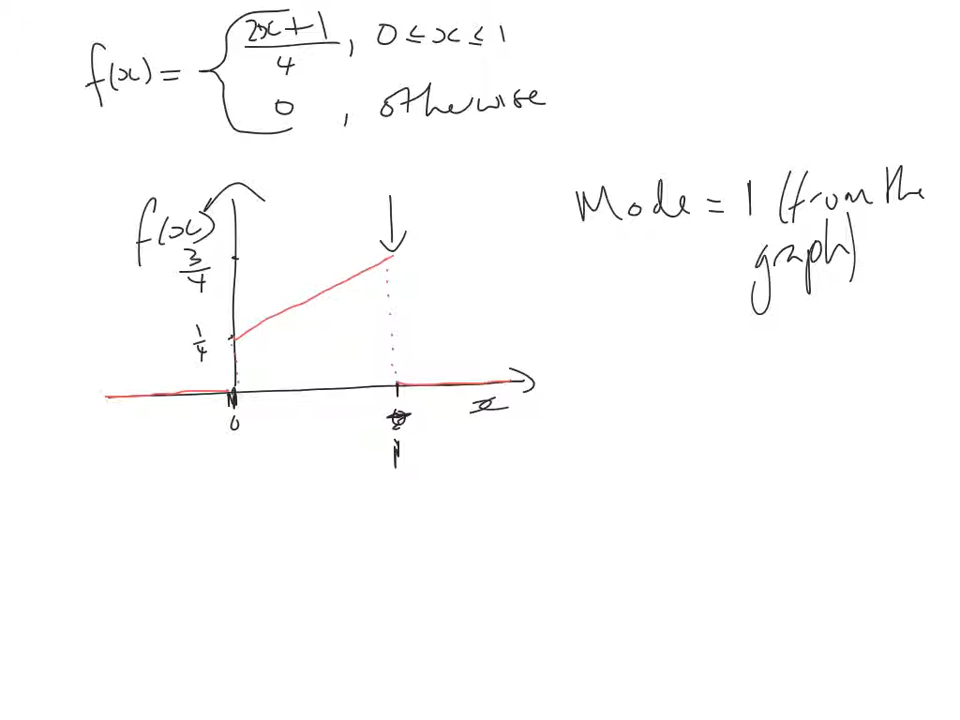 f(x) = { (2x+1)/4 , 0 ≤ x ≤ 1
0 , otherwise
Mode = 1 (from the
graph)
f(x)
3/4
1/4
0
1
x